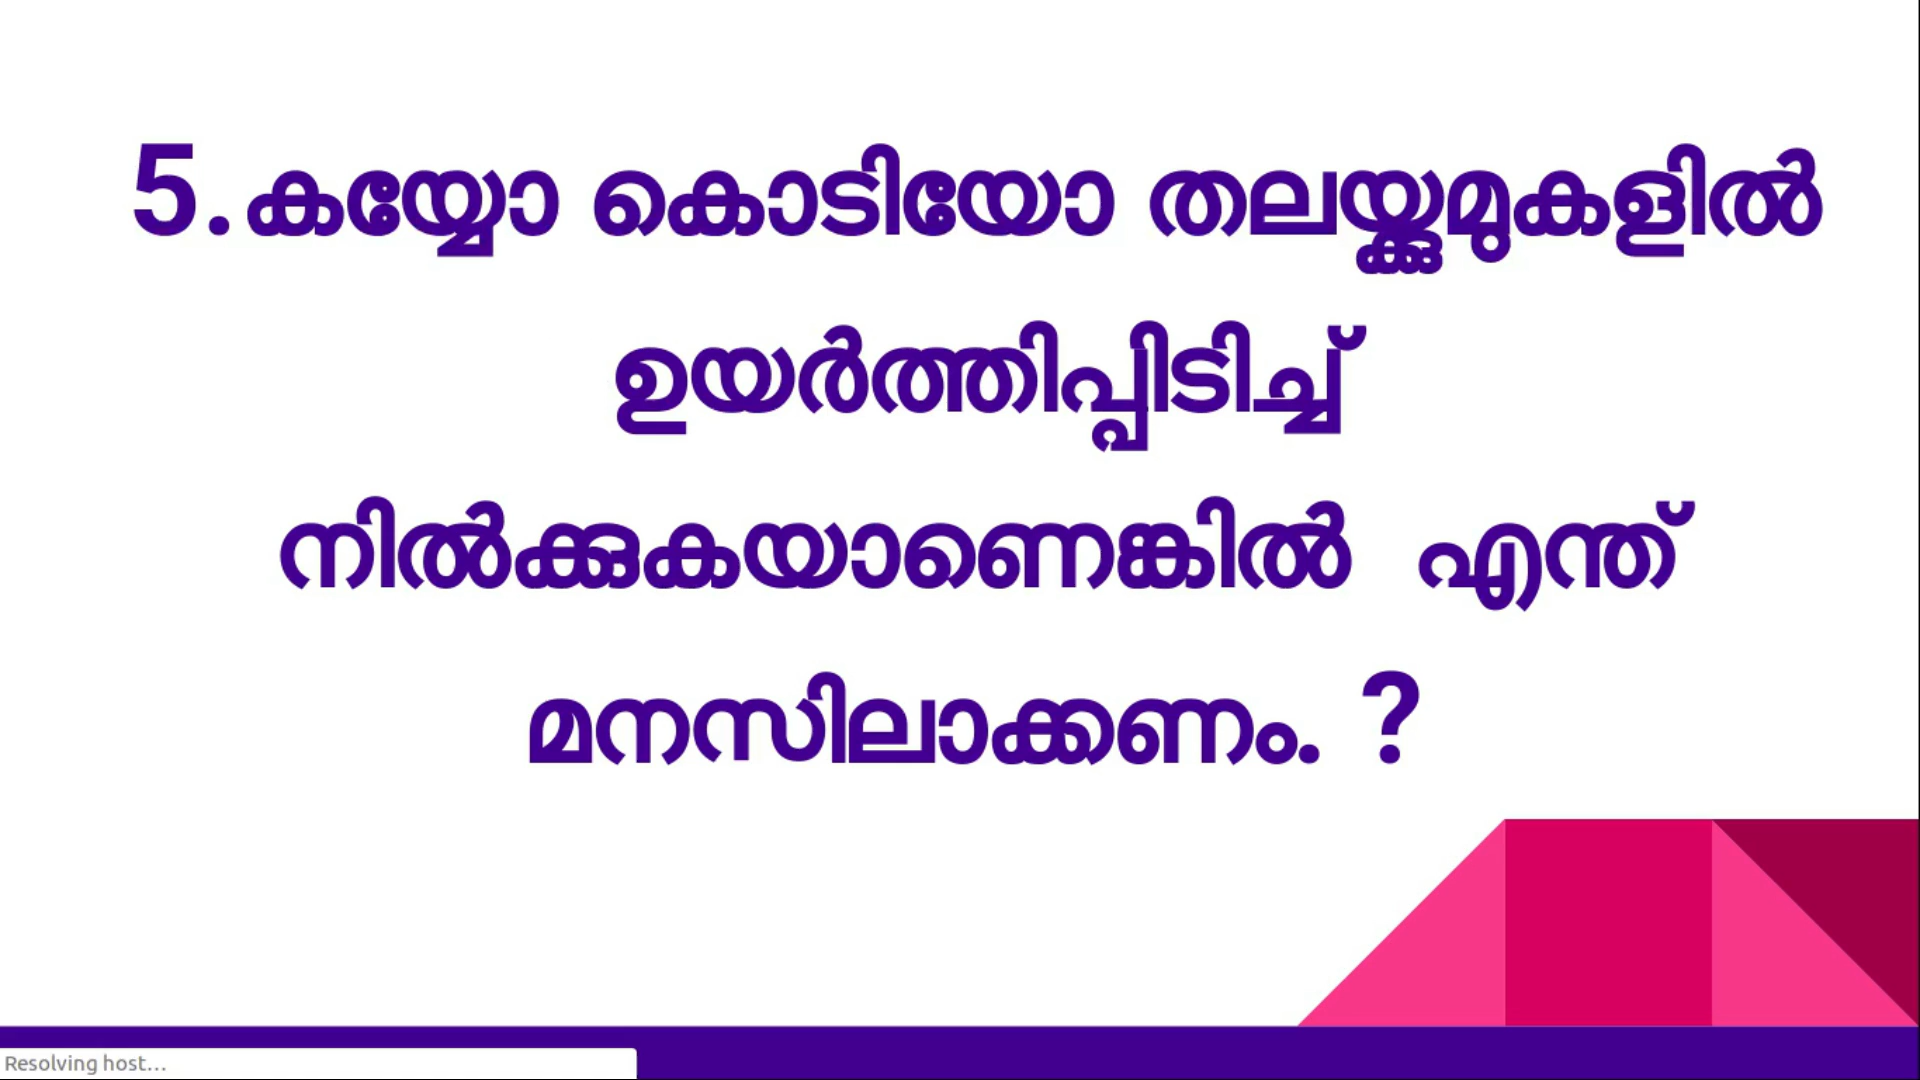 5.കയ്യോ കൊടിയോ തലയ്ക്കുമുകളിൽ
ഉയർത്തിപ്പിടിച്ച്
നിൽക്കുകയാണെങ്കിൽ എന്ത്
മനസിലാക്കണം. ?
Resolving host...